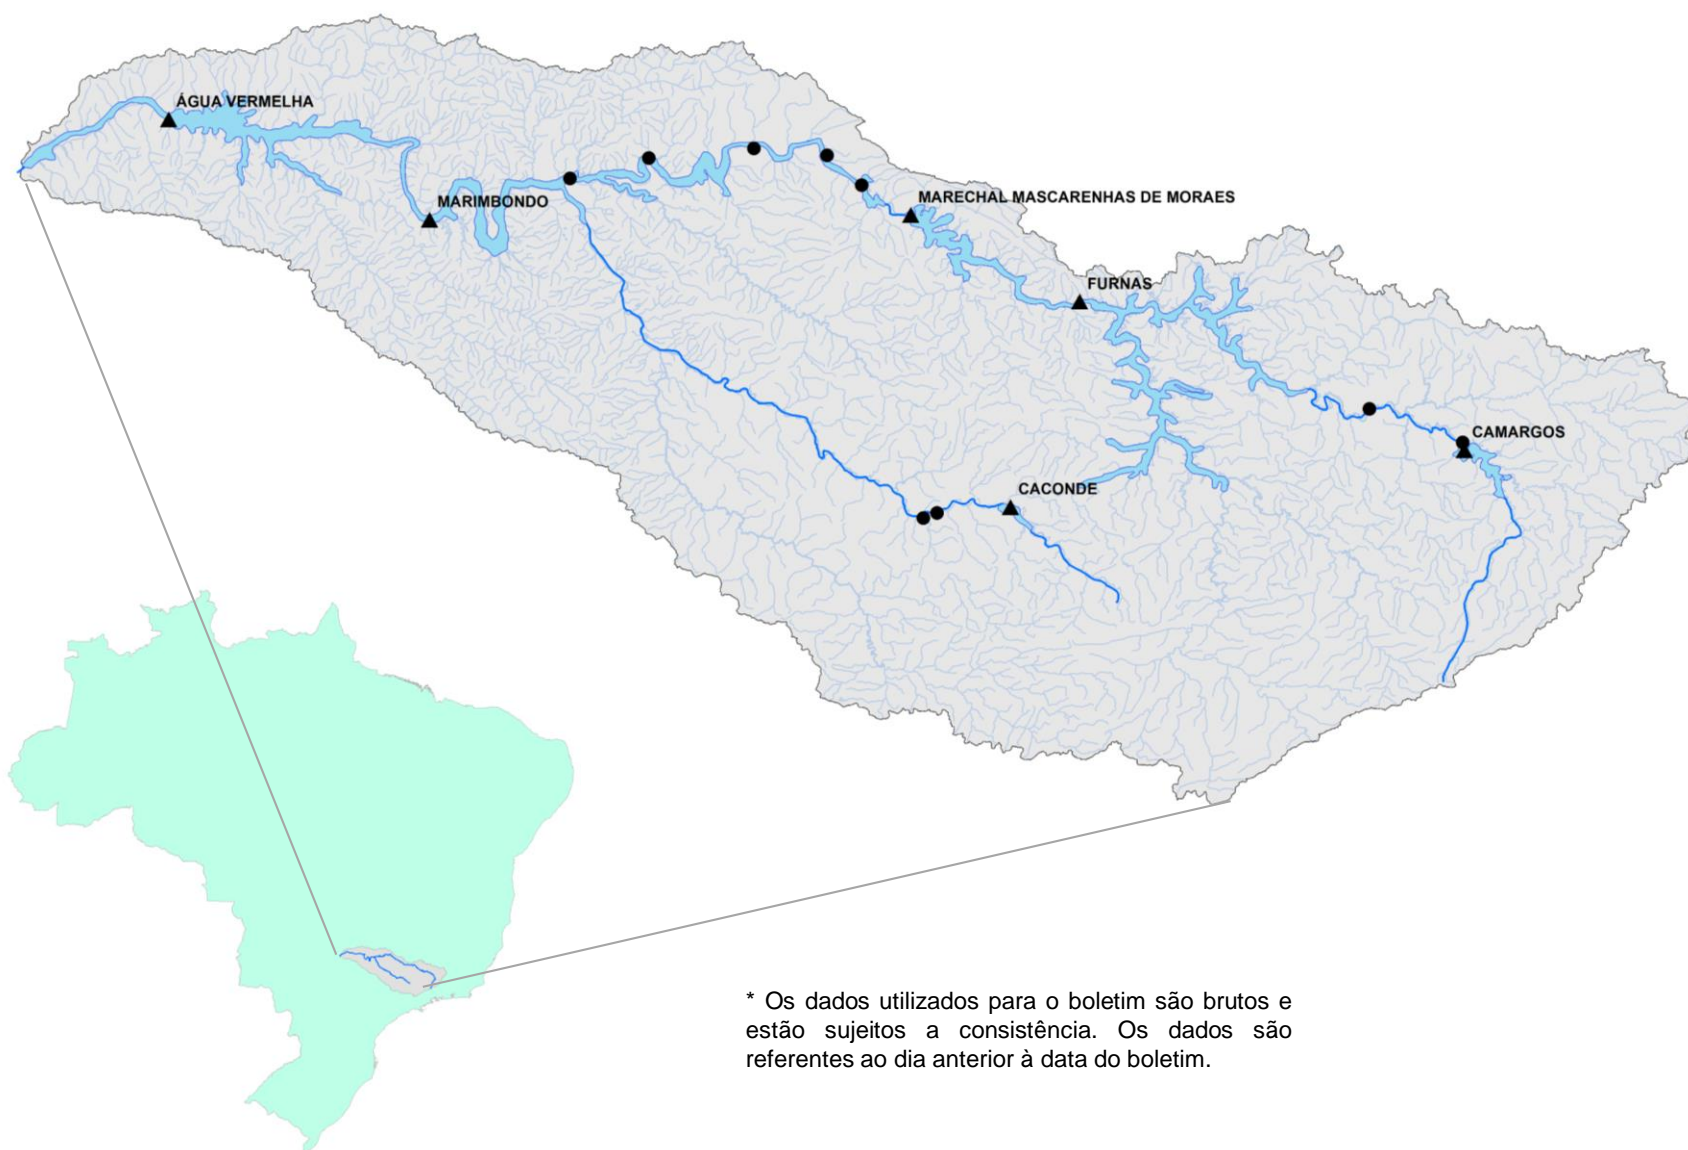 ÁGUA VERMELHA
MARIMBONDO
MARECHAL MASCARENHAS DE MORAES
FURNAS
CAMARGOS
CACONDE
* Os dados utilizados para o boletim são brutos e
estão sujeitos a consistência. Os dados são
referentes ao dia anterior à data do boletim.